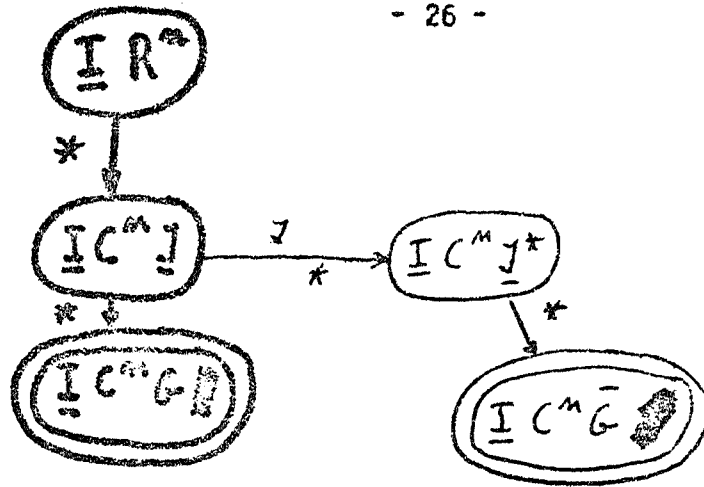 - 26 -
I R^m
*
I C^m J
J
*
I C^m J*
*
*
I C^m G
I C^m Ḡ